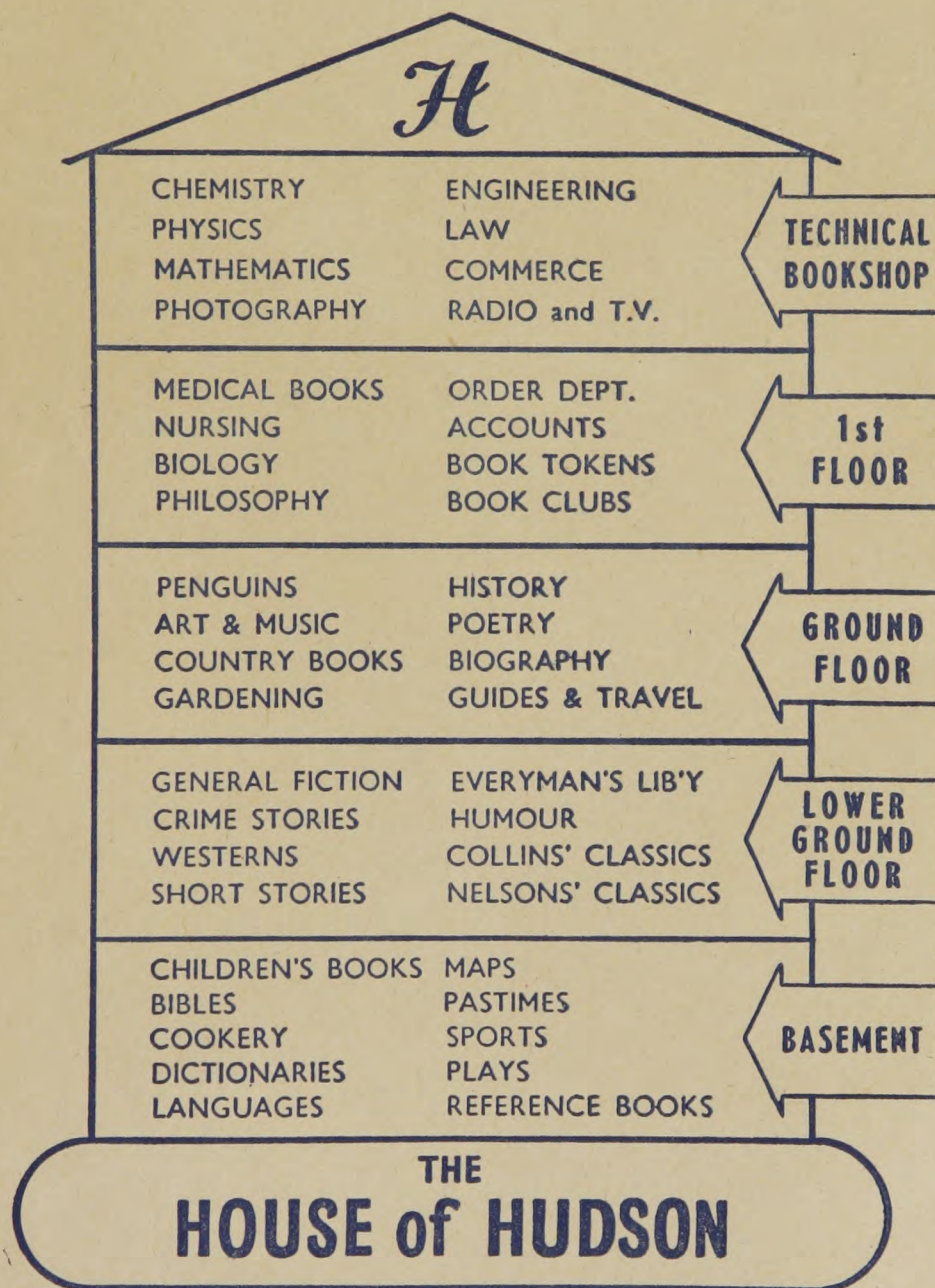 H
CHEMISTRY ENGINEERING
PHYSICS LAW
MATHEMATICS COMMERCE
PHOTOGRAPHY RADIO and T.V.
TECHNICAL
BOOKSHOP
MEDICAL BOOKS ORDER DEPT.
NURSING ACCOUNTS
BIOLOGY BOOK TOKENS
PHILOSOPHY BOOK CLUBS
1st
FLOOR
PENGUINS HISTORY
ART & MUSIC POETRY
COUNTRY BOOKS BIOGRAPHY
GARDENING GUIDES & TRAVEL
GROUND
FLOOR
GENERAL FICTION EVERYMAN'S LIB'Y
CRIME STORIES HUMOUR
WESTERNS COLLINS' CLASSICS
SHORT STORIES NELSONS' CLASSICS
LOWER
GROUND
FLOOR
CHILDREN'S BOOKS MAPS
BIBLES PASTIMES
COOKERY SPORTS
DICTIONARIES PLAYS
LANGUAGES REFERENCE BOOKS
BASEMENT
THE
HOUSE of HUDSON